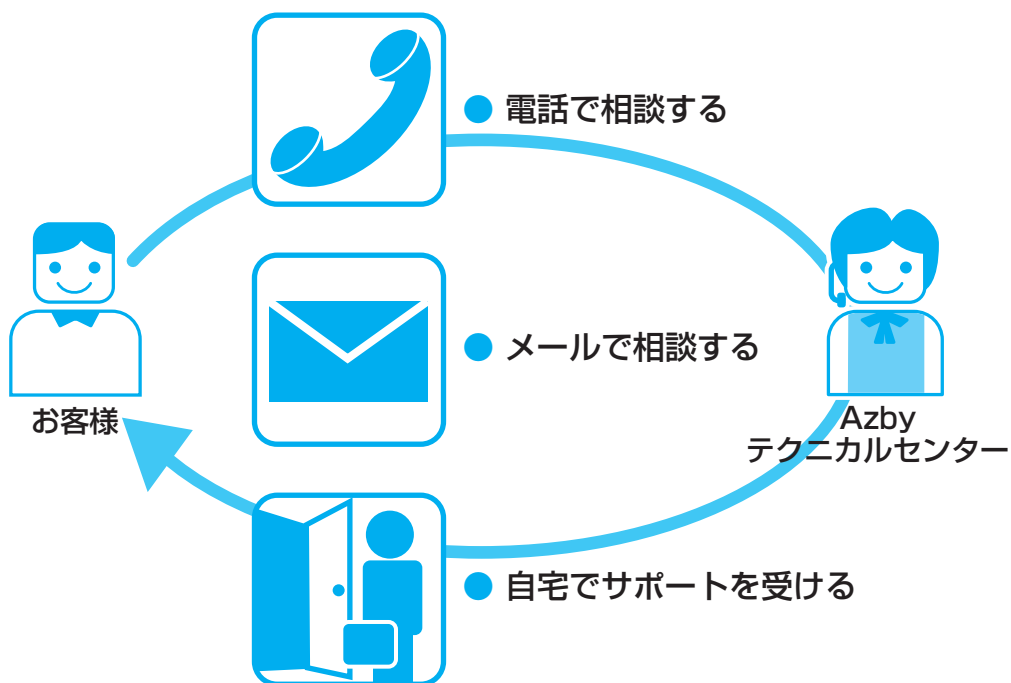 ● 電話で相談する
● メールで相談する
お客様
Azby
テクニカルセンター
● 自宅でサポートを受ける